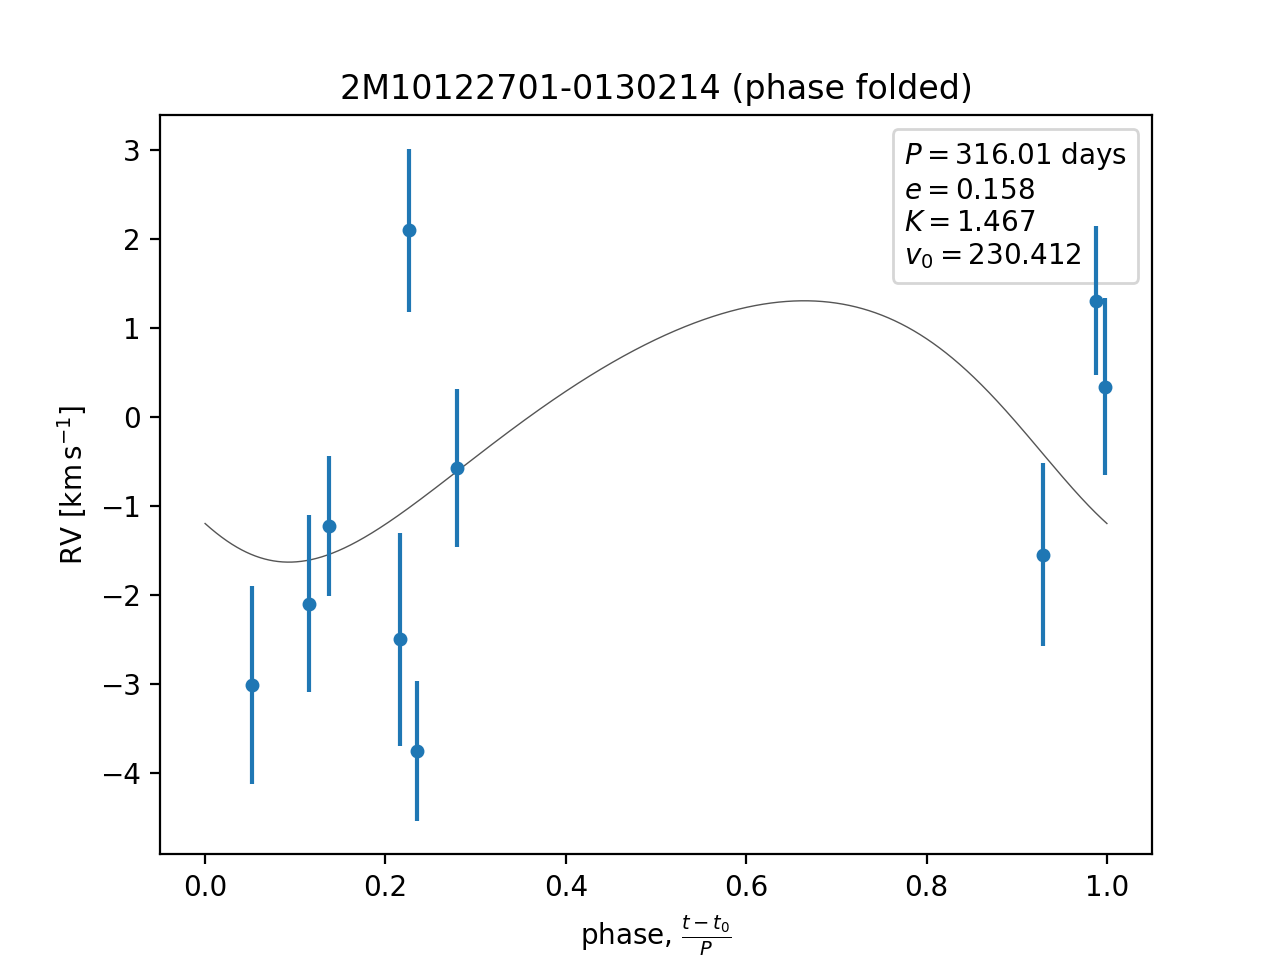 2M10122701-0130214 (phase folded)
P = 316.01 days
e = 0.158
K = 1.467
v₀ = 230.412
RV [km s⁻¹]
3
2
1
0
−1
−2
−3
−4
0.0 0.2 0.4 0.6 0.8 1.0
phase, (t − t₀)/P